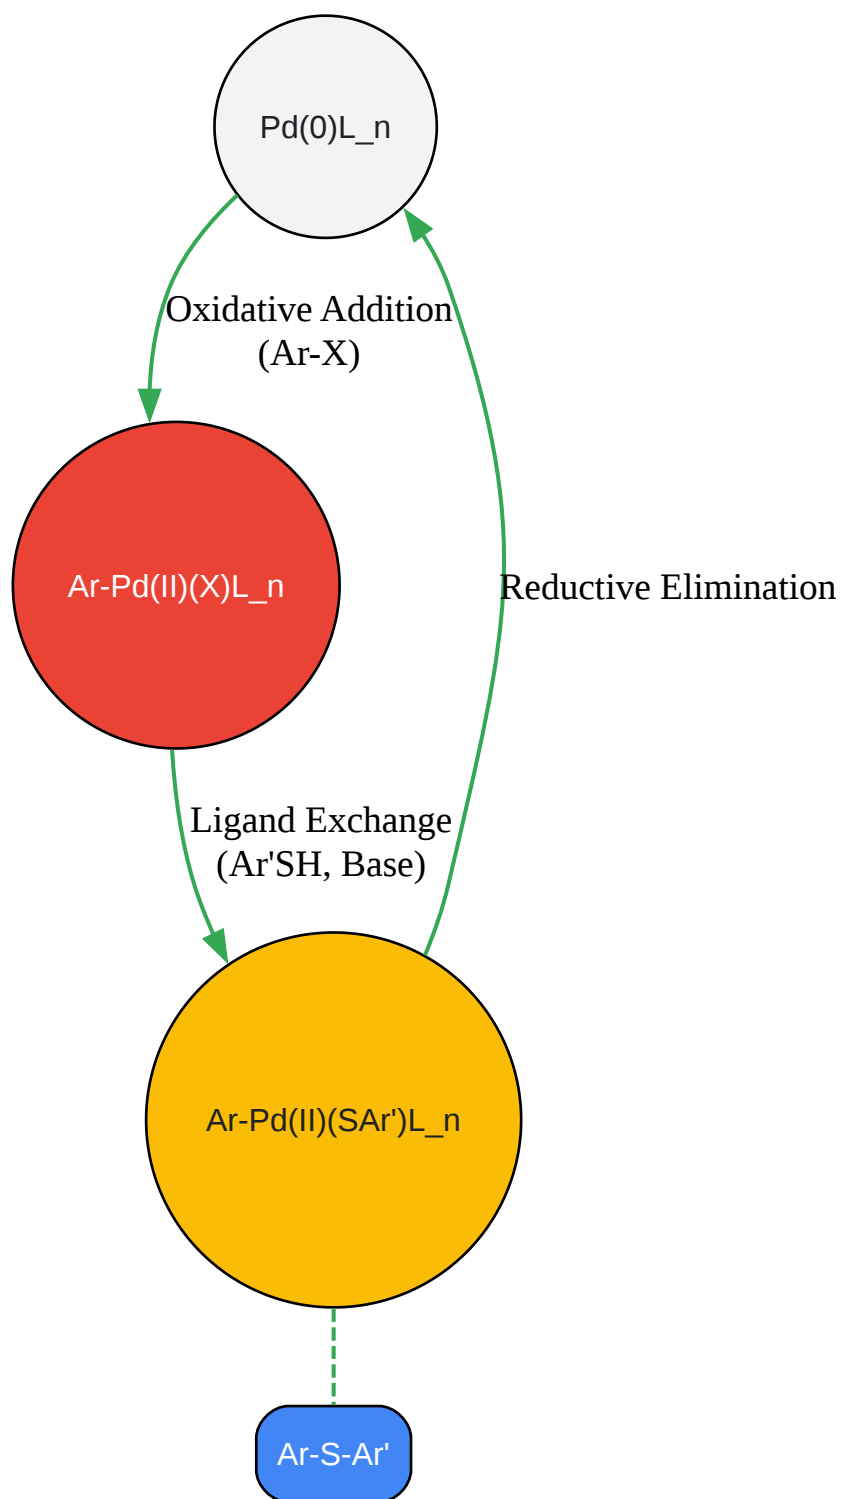 Pd(0)L_n
Oxidative Addition
(Ar-X)
Ar-Pd(II)(X)L_n
Reductive Elimination
Ligand Exchange
(Ar'SH, Base)
Ar-Pd(II)(SAr')L_n
Ar-S-Ar'